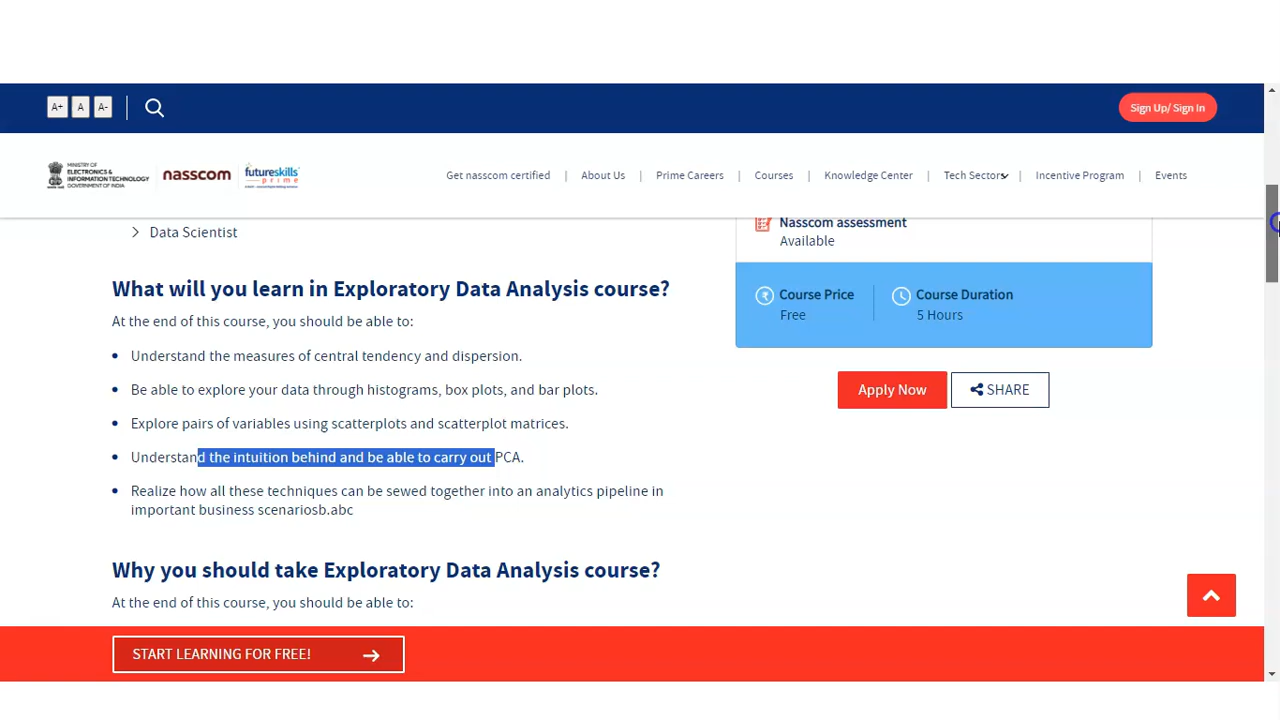 A+ A A-
Sign Up/ Sign In
MINISTRY OF
ELECTRONICS &
INFORMATION TECHNOLOGY
GOVERNMENT OF INDIA
nasscom
futureskills
prime
Get nasscom certified | About Us | Prime Careers | Courses | Knowledge Center | Tech Sectors | Incentive Program | Events
Data Scientist
Nasscom assessment
Available
What will you learn in Exploratory Data Analysis course?
At the end of this course, you should be able to:
Course Price
Free
Course Duration
5 Hours
• Understand the measures of central tendency and dispersion.
• Be able to explore your data through histograms, box plots, and bar plots.
Apply Now
SHARE
• Explore pairs of variables using scatterplots and scatterplot matrices.
• Understand the intuition behind and be able to carry out PCA.
• Realize how all these techniques can be sewed together into an analytics pipeline in
important business scenariosb.abc
Why you should take Exploratory Data Analysis course?
At the end of this course, you should be able to:
START LEARNING FOR FREE!